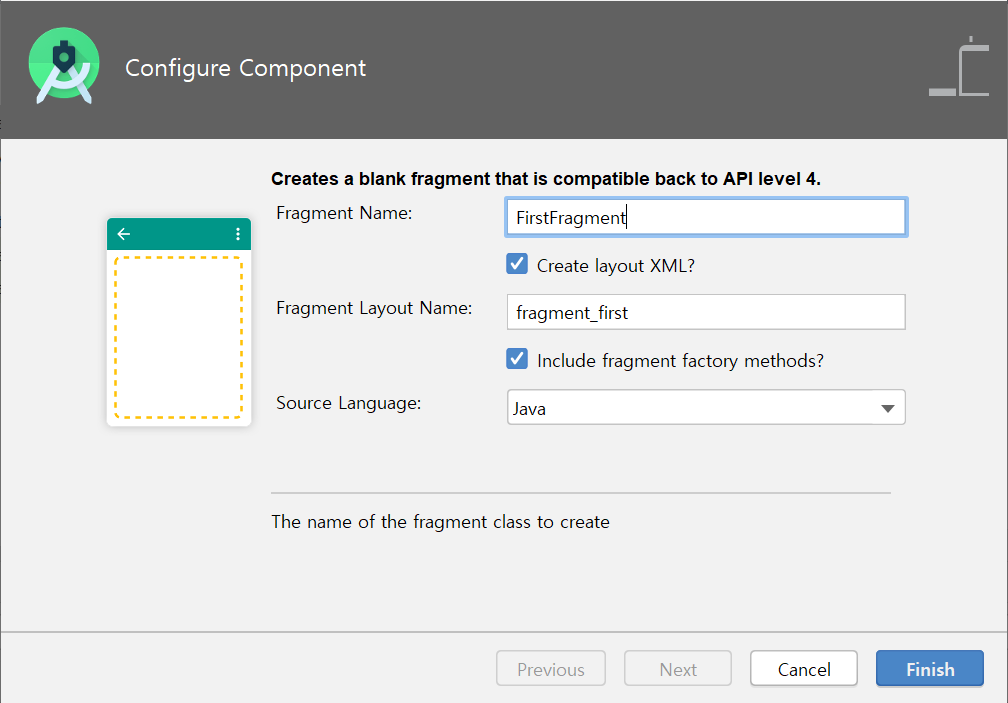 Configure Component
Creates a blank fragment that is compatible back to API level 4.
Fragment Name:
FirstFragment
Create layout XML?
Fragment Layout Name:
fragment_first
Include fragment factory methods?
Source Language:
Java
The name of the fragment class to create
Previous
Next
Cancel
Finish